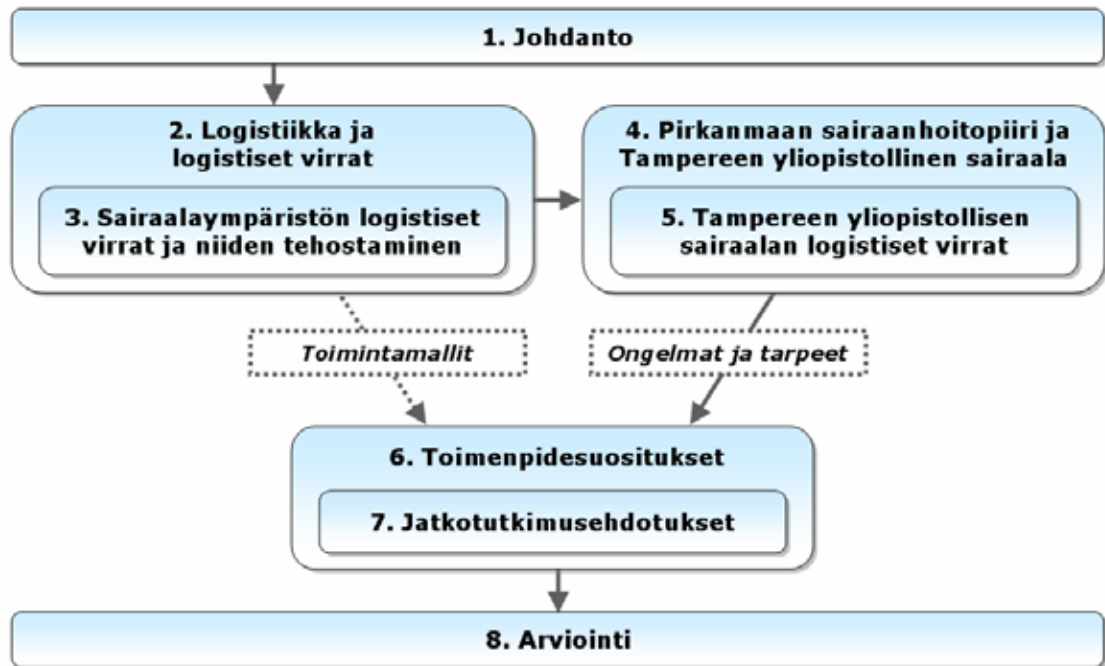 1. Johdanto
2. Logistiikka ja
logistiset virrat
3. Sairaalaympäristön logistiset
virrat ja niiden tehostaminen
4. Pirkanmaan sairaanhoitopiiri ja
Tampereen yliopistollinen sairaala
5. Tampereen yliopistollisen
sairaalan logistiset virrat
Toimintamallit
Ongelmat ja tarpeet
6. Toimenpidesuositukset
7. Jatkotutkimusehdotukset
8. Arviointi